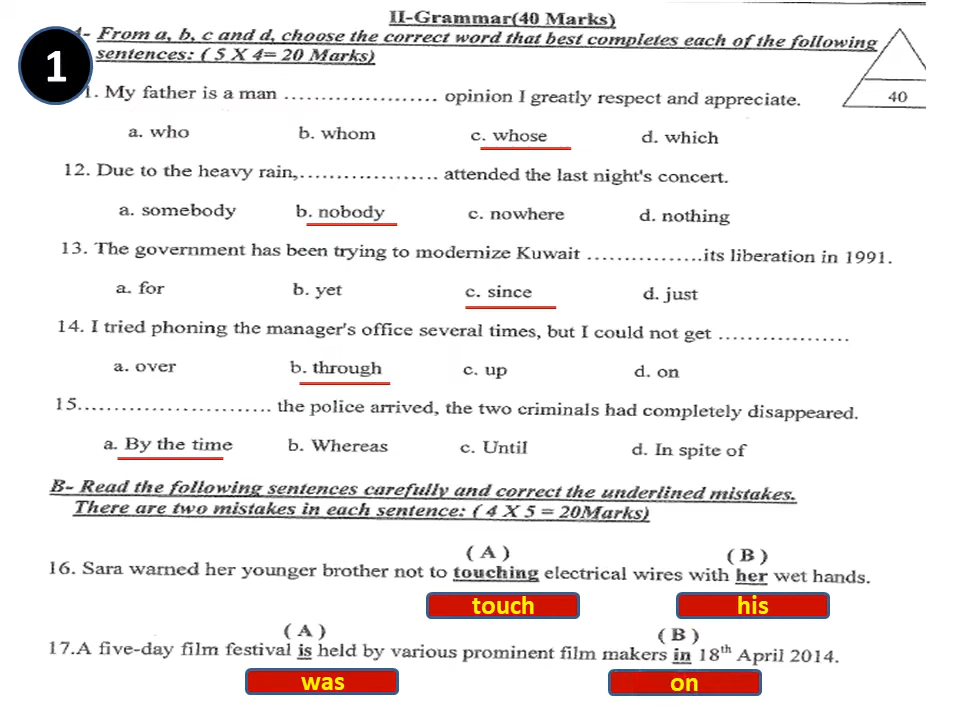 II-Grammar(40 Marks)
- From a, b, c and d, choose the correct word that best completes each of the following
sentences: ( 5 X 4= 20 Marks)
1
40
1. My father is a man ..................... opinion I greatly respect and appreciate.
a. who b. whom c. whose d. which
12. Due to the heavy rain,................... attended the last night's concert.
a. somebody b. nobody c. nowhere d. nothing
13. The government has been trying to modernize Kuwait ................its liberation in 1991.
a. for b. yet c. since d. just
14. I tried phoning the manager's office several times, but I could not get ..................
a. over b. through c. up d. on
15.......................... the police arrived, the two criminals had completely disappeared.
a. By the time b. Whereas c. Until d. In spite of
B- Read the following sentences carefully and correct the underlined mistakes.
There are two mistakes in each sentence: ( 4 X 5 = 20Marks)
( A ) ( B )
16. Sara warned her younger brother not to touching electrical wires with her wet hands.
touch his
( A ) ( B )
17.A five-day film festival is held by various prominent film makers in 18th April 2014.
was on